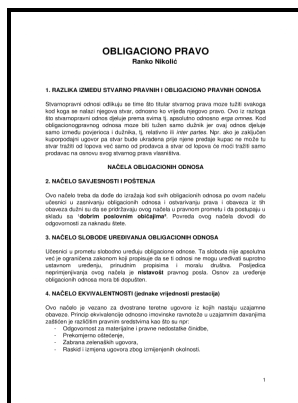 OBLIGACIONO PRAVO
Ranko Nikolić
1. RAZLIKA IZMEĐU STVARNO PRAVNIH I OBLIGACIONO PRAVNIH ODNOSA
Stvarnopravni odnosi odlikuju se time što titular stvarnog prava može tužiti svakoga
kod koga se nalazi njegova stvar, odnosno ko vrijeđa njegovo pravo. Ovo iz razloga
što stvarnopravni odnos djeluje prema svima tj. apsolutno odnosno erga omnes. Kod
obligacionopravnog odnosa može biti tužen samo dužnik jer ovaj odnos djeluje
samo između povjerioca i dužnika, tj. relativno ili inter partes. Npr. ako je zaključen
kuporpodajni ugovor pa stvar bude ukradena prije njene predaje kupac ne može tu
stvar tražiti od lopova već samo od prodavca a stvar od lopova će moći tražiti samo
prodavac na osnovu svog stvarnog prava vlasništva.
NAČELA OBLIGACIONIH ODNOSA
2. NAČELO SAVJESNOSTI I POŠTENJA
Ovo načelo treba da dođe do izražaja kod svih obligacionih odnosa po ovom načelu
učesnici u zasnivanju obligacionih odnosa i ostvarivanju prava i obaveza iz tih
obaveza dužni su da se pridržavaju ovog načela u pravnom prometu i da postupaju u
skladu sa "dobrim poslovnim običajima". Povreda ovog načela dovodi do
odgovornosti za naknadu štete.
3. NAČELO SLOBODE UREĐIVANJA OBLIGACIONIH ODNOSA
Učesnici u prometu slobodno uređuju obligacione odnose. Ta sloboda nije apsolutna
već je ograničena zakonom koji propisuje da se ti odnosi ne mogu uređivati suprotno
ustavnom uređenju, prinudnim propisima i moralu društva. Posljedica
neprimjenjivanja ovog načela je ništavost pravnog posla. Osnov za uređenje
obligacionih odnosa mora biti dopušten.
4. NAČELO EKVIVALENTNOSTI (jednake vrijednosti prestacija)
Ovo načelo je vezano za dvostrane teretne ugovore iz kojih nastaju uzajamne
obaveze. Princip ekvivalencije odnosno imovinske ravnoteže u uzajamnim davanjima
zaštićen je različitim pravnim sredstvima kao što su npr:
- Odgovornost za materijalne i pravne nedostatke činidbe,
- Prekomjerno oštećenje,
- Zabrana zelenaških ugovora,
- Raskid i izmjena ugovora zbog izmijenjenih okolnosti.
1